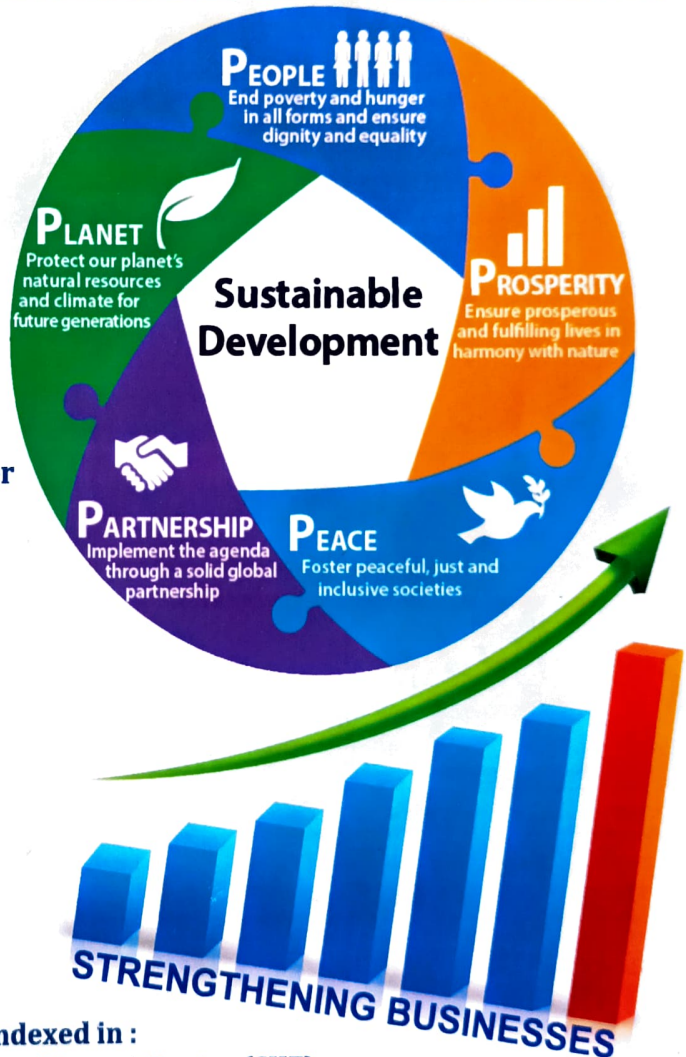 PEOPLE
End poverty and hunger
in all forms and ensure
dignity and equality
PLANET
Protect our planet's
natural resources
and climate for
future generations
PROSPERITY
Ensure prosperous
and fulfilling lives in
harmony with nature
Sustainable
Development
r
PARTNERSHIP
Implement the agenda
through a solid global
partnership
PEACE
Foster peaceful, just and
inclusive societies
STRENGTHENING BUSINESSES
ndexed in :